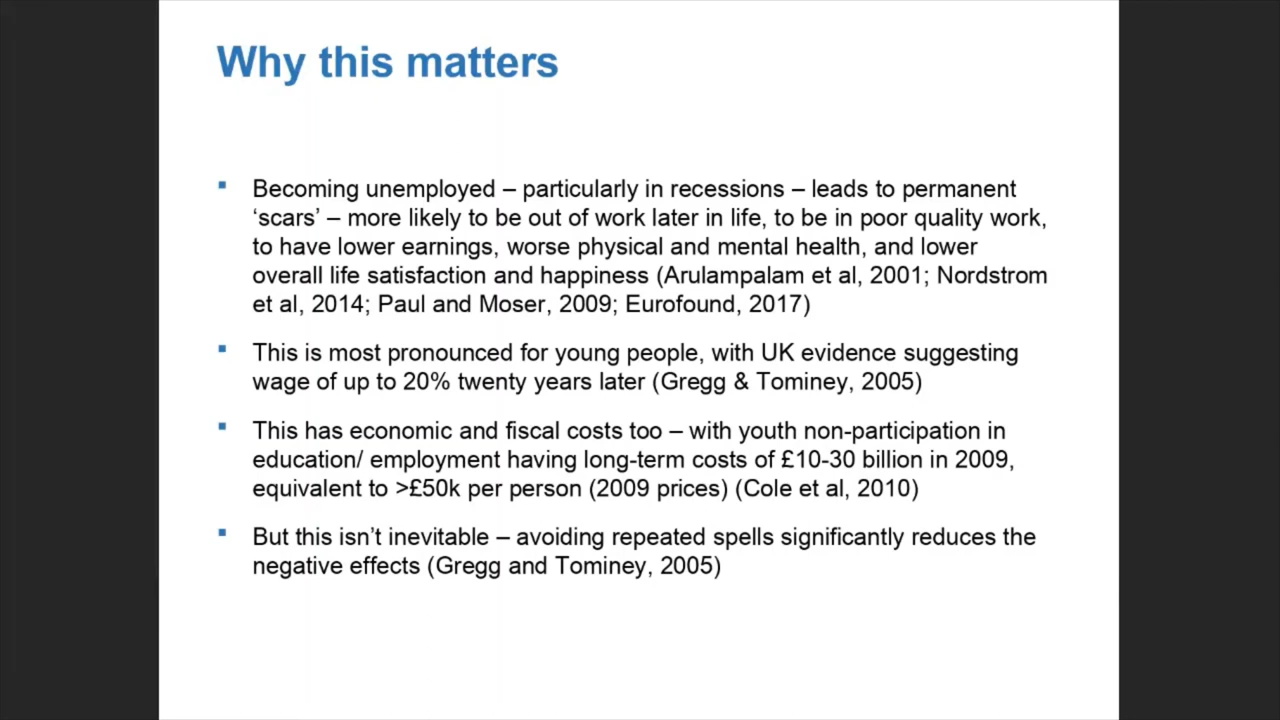 Why this matters
Becoming unemployed – particularly in recessions – leads to permanent
‘scars’ – more likely to be out of work later in life, to be in poor quality work,
to have lower earnings, worse physical and mental health, and lower
overall life satisfaction and happiness (Arulampalam et al, 2001; Nordstrom
et al, 2014; Paul and Moser, 2009; Eurofound, 2017)
This is most pronounced for young people, with UK evidence suggesting
wage of up to 20% twenty years later (Gregg & Tominey, 2005)
This has economic and fiscal costs too – with youth non-participation in
education/ employment having long-term costs of £10-30 billion in 2009,
equivalent to >£50k per person (2009 prices) (Cole et al, 2010)
But this isn’t inevitable – avoiding repeated spells significantly reduces the
negative effects (Gregg and Tominey, 2005)